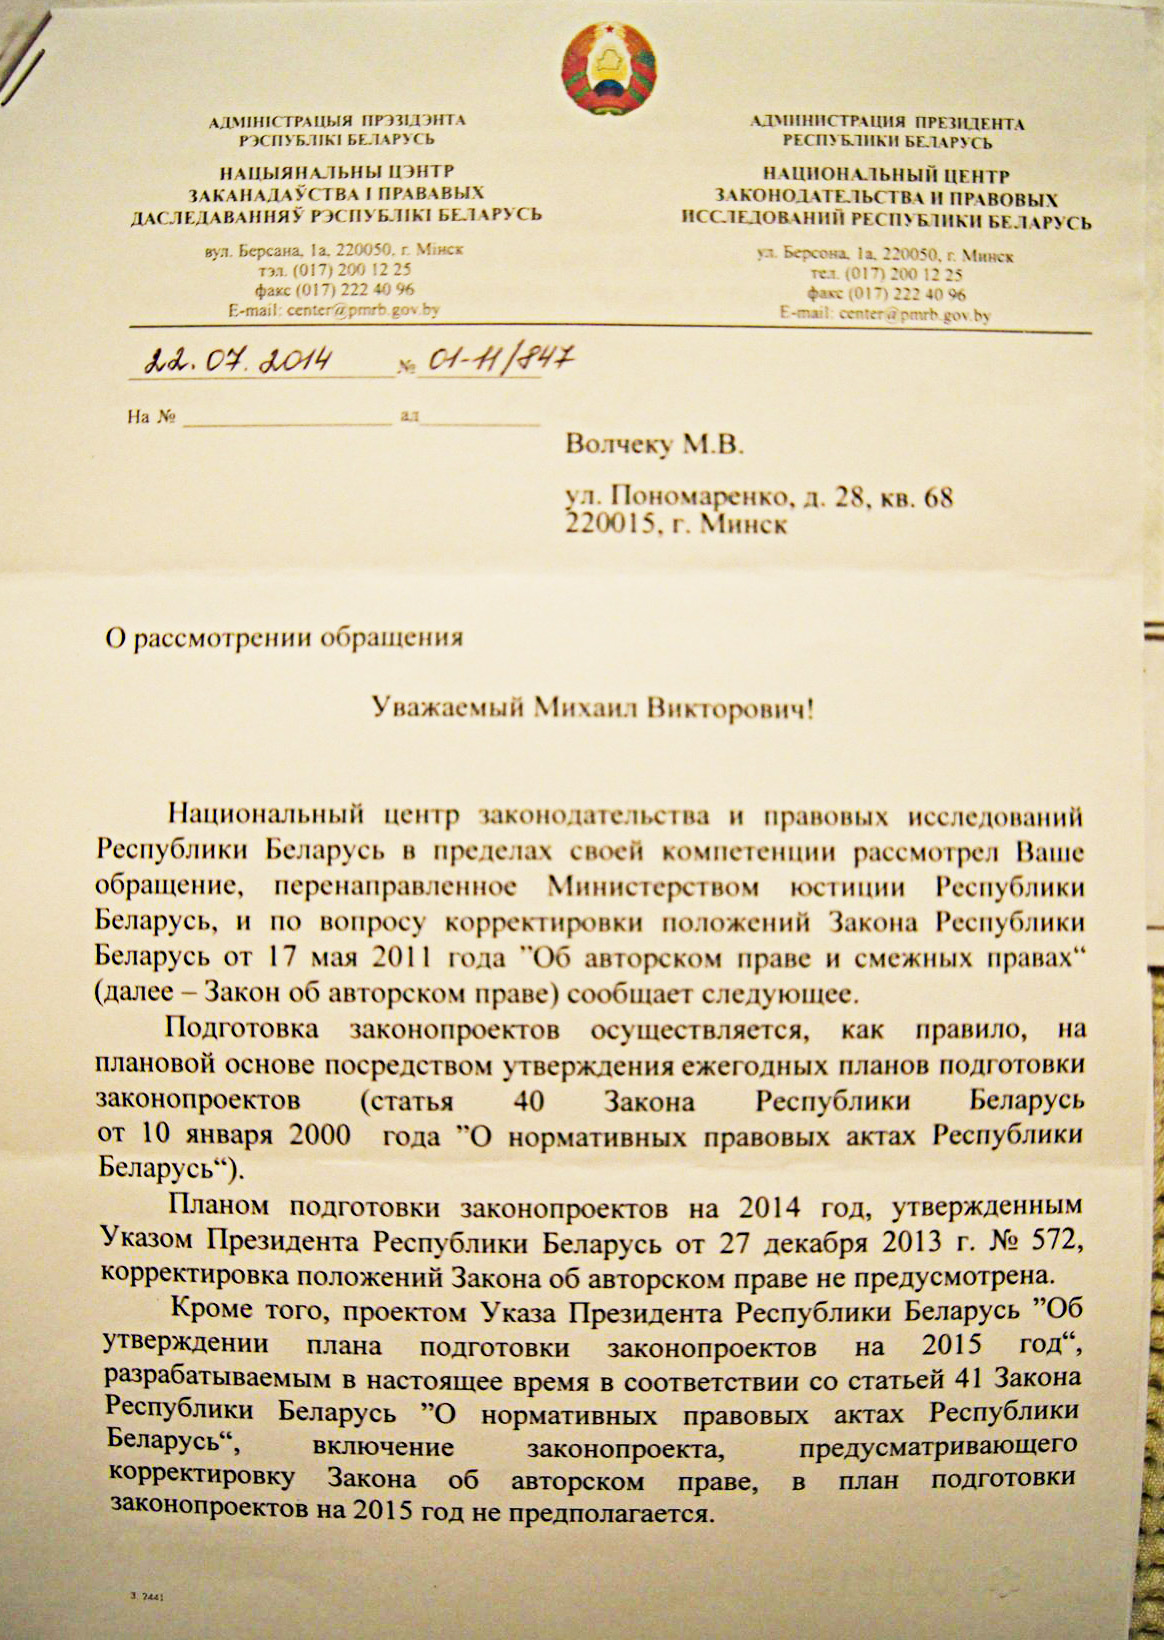 АДМІНІСТРАЦЫЯ ПРЭЗІДЭНТА
РЭСПУБЛІКІ БЕЛАРУСЬ
НАЦЫЯНАЛЬНЫ ЦЭНТР
ЗАКАНАДАЎСТВА І ПРАВАВЫХ
ДАСЛЕДАВАННЯЎ РЭСПУБЛІКІ БЕЛАРУСЬ
вул. Берсана, 1а, 220050, г. Мінск
тэл. (017) 200 12 25
факс (017) 222 40 96
E-mail: center@pmrb.gov.by
АДМИНИСТРАЦИЯ ПРЕЗИДЕНТА
РЕСПУБЛИКИ БЕЛАРУСЬ
НАЦИОНАЛЬНЫЙ ЦЕНТР
ЗАКОНОДАТЕЛЬСТВА И ПРАВОВЫХ
ИССЛЕДОВАНИЙ РЕСПУБЛИКИ БЕЛАРУСЬ
ул. Берсона, 1а, 220050, г. Минск
тел. (017) 200 12 25
факс (017) 222 40 96
E-mail: center@pmrb.gov.by
22.07.2014 № 01-11/847
На № ад
Волчеку М.В.
ул. Пономаренко, д. 28, кв. 68
220015, г. Минск
О рассмотрении обращения
Уважаемый Михаил Викторович!
Национальный центр законодательства и правовых исследований
Республики Беларусь в пределах своей компетенции рассмотрел Ваше
обращение, перенаправленное Министерством юстиции Республики
Беларусь, и по вопросу корректировки положений Закона Республики
Беларусь от 17 мая 2011 года ”Об авторском праве и смежных правах“
(далее – Закон об авторском праве) сообщает следующее.
Подготовка законопроектов осуществляется, как правило, на
плановой основе посредством утверждения ежегодных планов подготовки
законопроектов (статья 40 Закона Республики Беларусь
от 10 января 2000 года ”О нормативных правовых актах Республики
Беларусь“).
Планом подготовки законопроектов на 2014 год, утвержденным
Указом Президента Республики Беларусь от 27 декабря 2013 г. № 572,
корректировка положений Закона об авторском праве не предусмотрена.
Кроме того, проектом Указа Президента Республики Беларусь ”Об
утверждении плана подготовки законопроектов на 2015 год“,
разрабатываемым в настоящее время в соответствии со статьей 41 Закона
Республики Беларусь ”О нормативных правовых актах Республики
Беларусь“, включение законопроекта, предусматривающего
корректировку Закона об авторском праве, в план подготовки
законопроектов на 2015 год не предполагается.
З. 2441